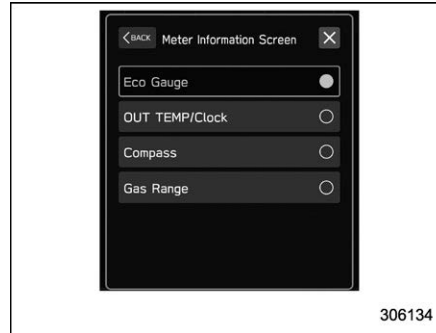 BACK Meter Information Screen
Eco Gauge
OUT TEMP/Clock
Compass
Gas Range
306134